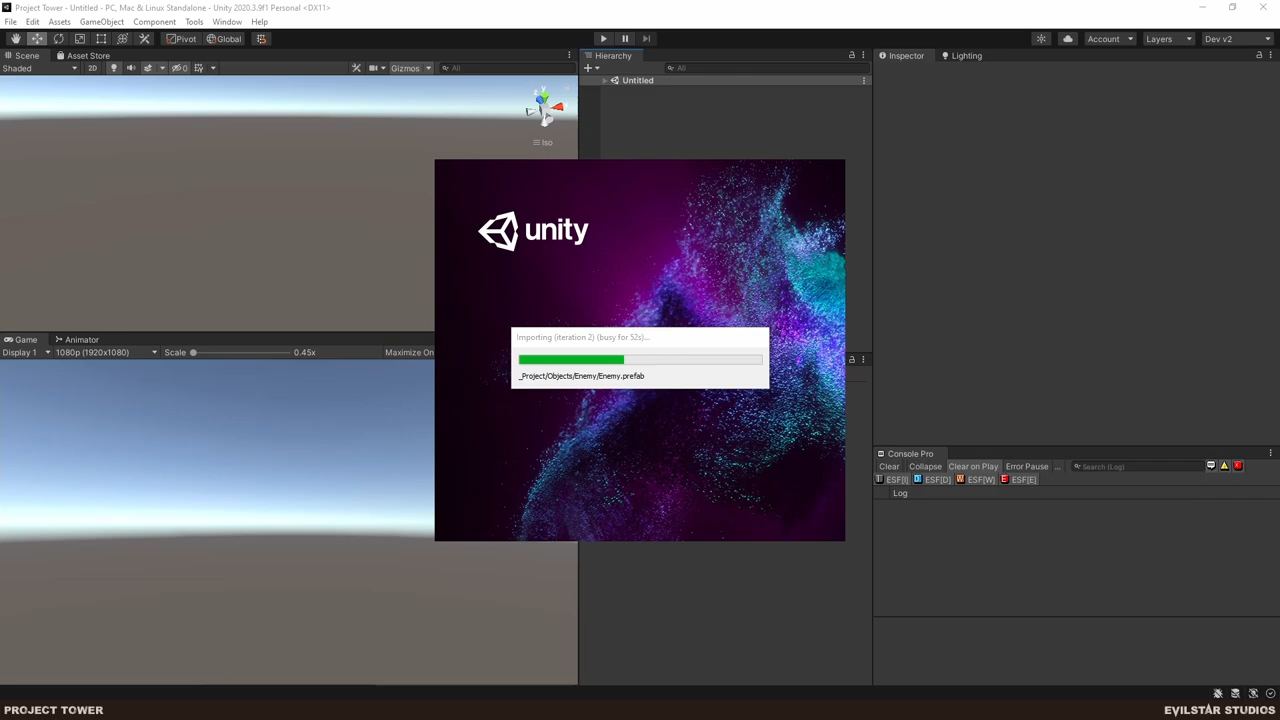 Project Tower - Untitled - PC, Mac & Linux Standalone - Unity 2020.3.9f1 Personal <DX11>
File Edit Assets GameObject Component Tools Window Help
Pivot Global Account Layers Dev v2
Scene Asset Store Hierarchy Inspector Lighting
Shaded 2D 0 Gizmos All All
Untitled
y
z
Iso
unity
Importing (iteration 2) (busy for 52s)...
_Project/Objects/Enemy/Enemy.prefab
Game Animator
Display 1 1080p (1920x1080) Scale 0.45x Maximize On
Console Pro
Clear Collapse Clear on Play Error Pause ... Search (Log)
ESF[I] ESF[D] ESF[W] ESF[E]
Log
PROJECT TOWER EVILSTAR STUDIOS